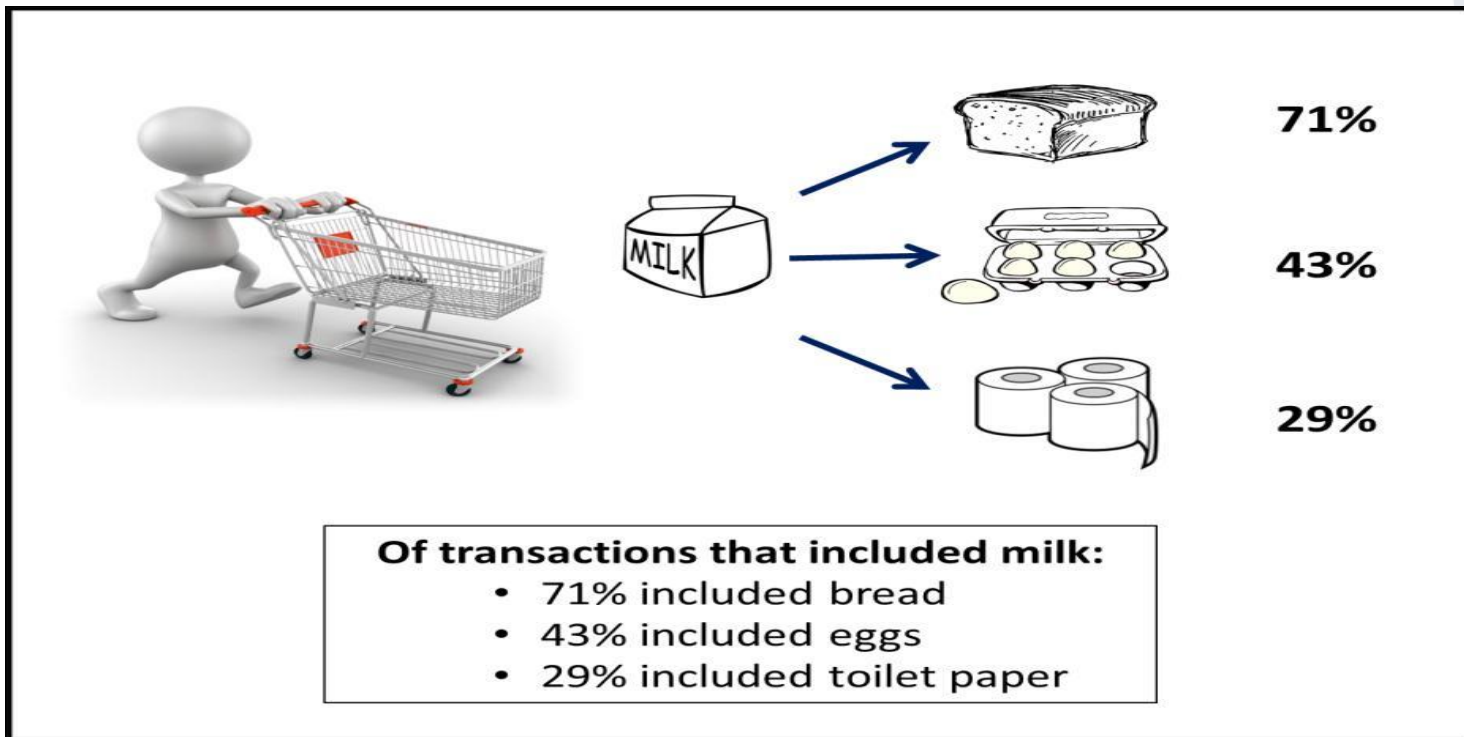 71%
MILK
43%
29%
Of transactions that included milk:
• 71% included bread
• 43% included eggs
• 29% included toilet paper